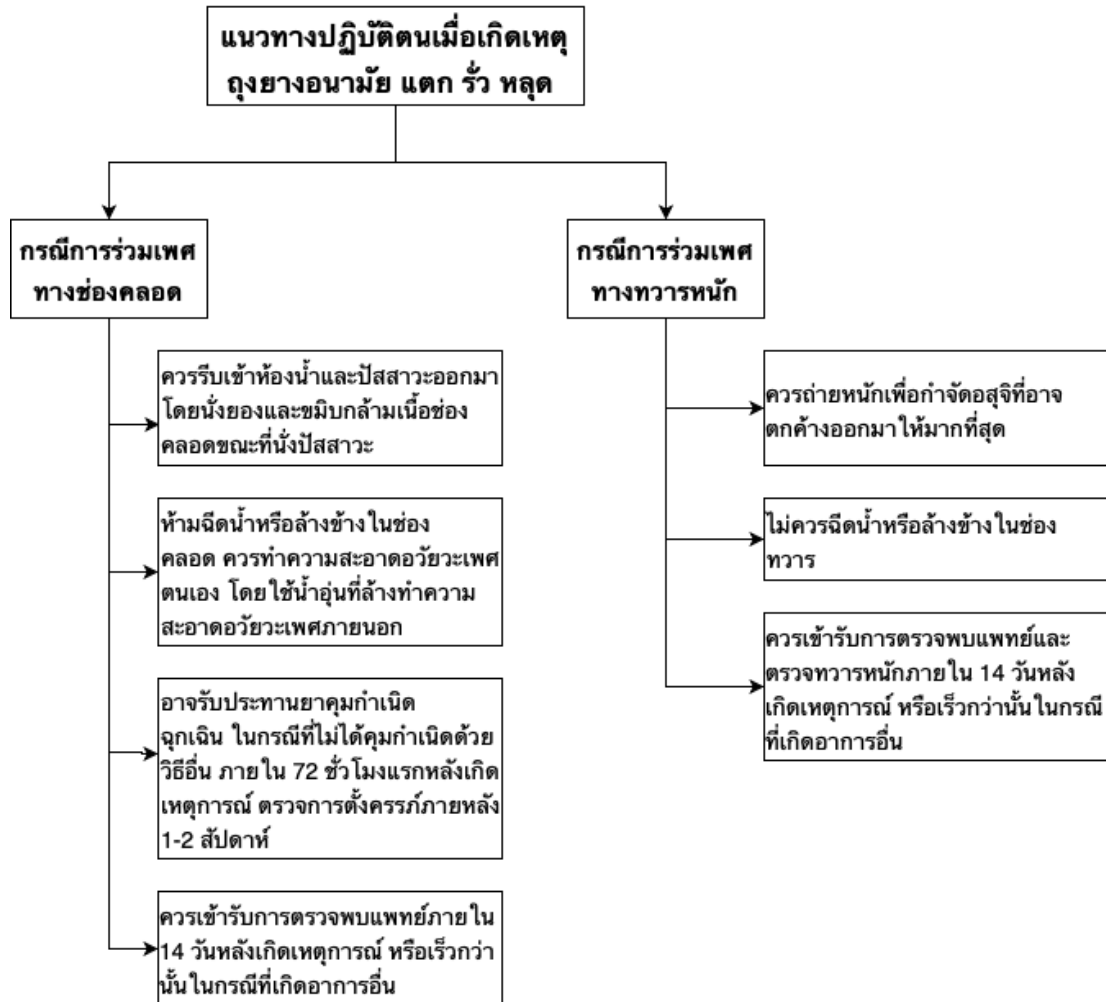 แนวทางปฏิบัติตนเมื่อเกิดเหตุ
ถุงยางอนามัย แตก รั่ว หลุด
กรณีการร่วมเพศ
ทางช่องคลอด
ควรรีบเข้าห้องน้ำและปัสสาวะออกมา
โดยนั่งยองและขมิบกล้ามเนื้อช่อง
คลอดขณะที่นั่งปัสสาวะ
ห้ามฉีดน้ำหรือล้างข้างในช่อง
คลอด ควรทำความสะอาดอวัยวะเพศ
ตนเอง โดยใช้น้ำอุ่นที่ล้างทำความ
สะอาดอวัยวะเพศภายนอก
อาจรับประทานยาคุมกำเนิด
ฉุกเฉิน ในกรณีที่ไม่ได้คุมกำเนิดด้วย
วิธีอื่น ภายใน 72 ชั่วโมงแรกหลังเกิด
เหตุการณ์ ตรวจการตั้งครรภ์ภายหลัง
1-2 สัปดาห์
ควรเข้ารับการตรวจพบแพทย์ภายใน
14 วันหลังเกิดเหตุการณ์ หรือเร็วกว่า
นั้นในกรณีที่เกิดอาการอื่น
กรณีการร่วมเพศ
ทางทวารหนัก
ควรถ่ายหนักเพื่อกำจัดอสุจิที่อาจ
ตกค้างออกมาให้มากที่สุด
ไม่ควรฉีดน้ำหรือล้างข้างในช่อง
ทวาร
ควรเข้ารับการตรวจพบแพทย์และ
ตรวจทวารหนักภายใน 14 วันหลัง
เกิดเหตุการณ์ หรือเร็วกว่านั้นในกรณี
ที่เกิดอาการอื่น